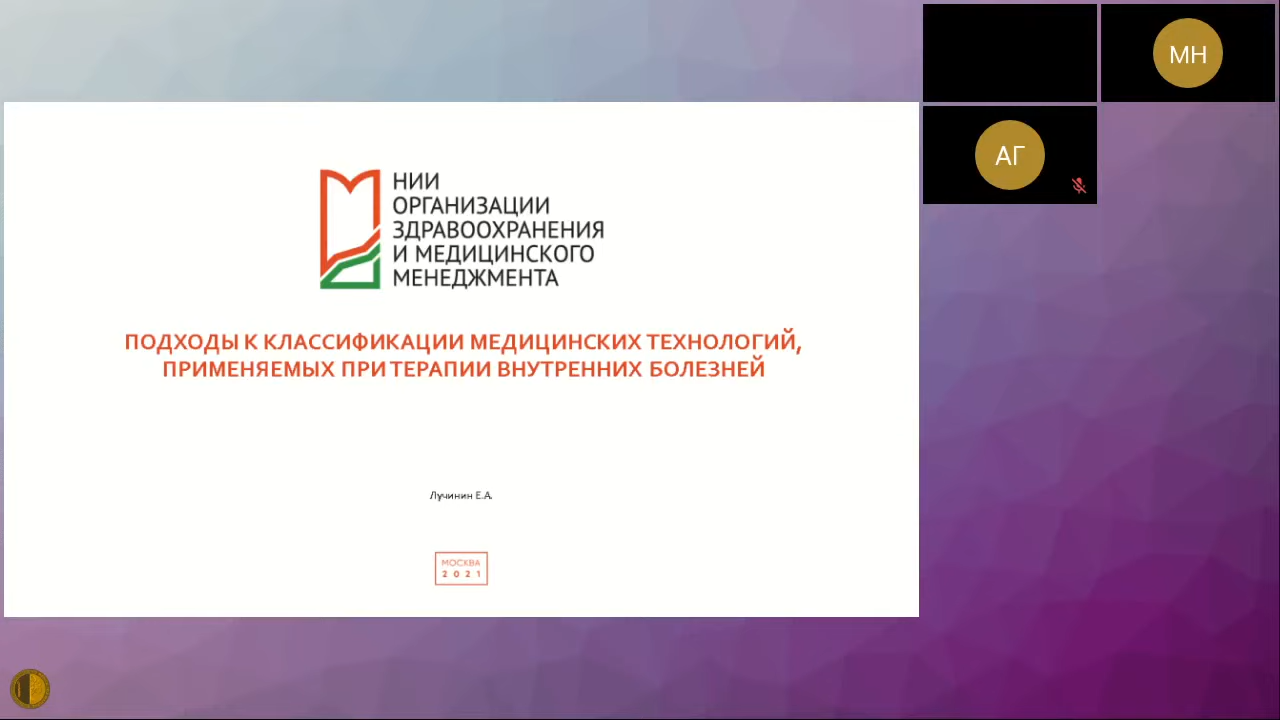 НИИ
ОРГАНИЗАЦИИ
ЗДРАВООХРАНЕНИЯ
И МЕДИЦИНСКОГО
МЕНЕДЖМЕНТА
ПОДХОДЫ К КЛАССИФИКАЦИИ МЕДИЦИНСКИХ ТЕХНОЛОГИЙ,
ПРИМЕНЯЕМЫХ ПРИ ТЕРАПИИ ВНУТРЕННИХ БОЛЕЗНЕЙ
Лучинин Е.А.
МОСКВА
2021
МН
АГ